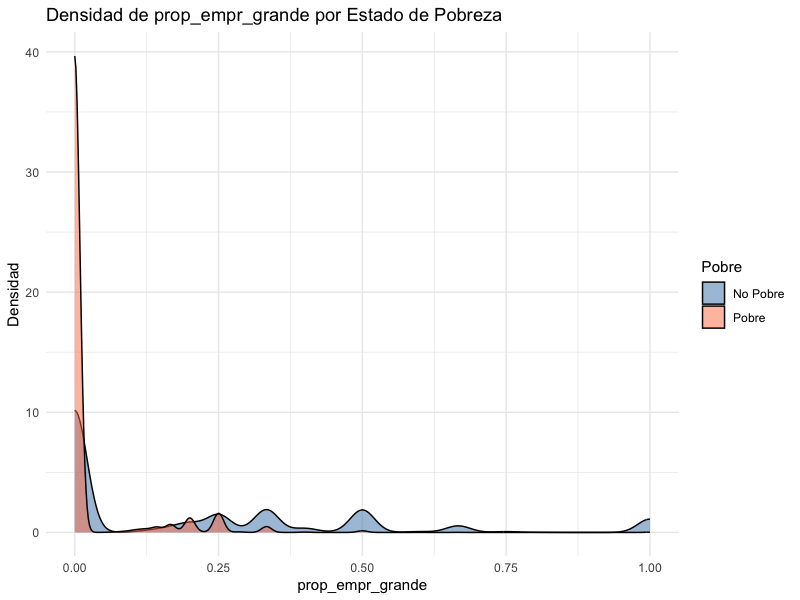 Densidad de prop_empr_grande por Estado de Pobreza
Densidad
40
30
20
10
0
0.00 0.25 0.50 0.75 1.00
prop_empr_grande
Pobre
No Pobre
Pobre